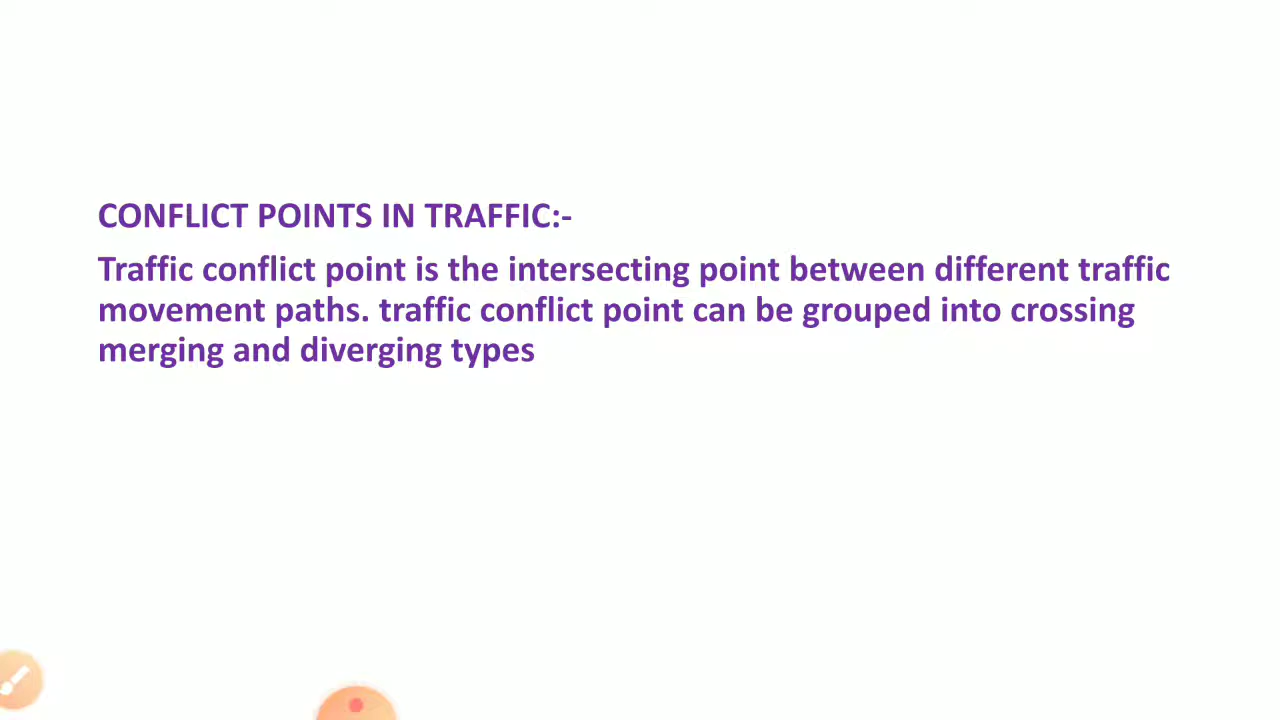 CONFLICT POINTS IN TRAFFIC:-
Traffic conflict point is the intersecting point between different traffic
movement paths. traffic conflict point can be grouped into crossing
merging and diverging types